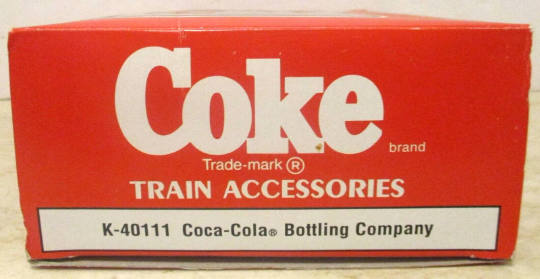 Coke
brand
Trade-mark ®
TRAIN ACCESSORIES
K-40111 Coca-Cola® Bottling Company